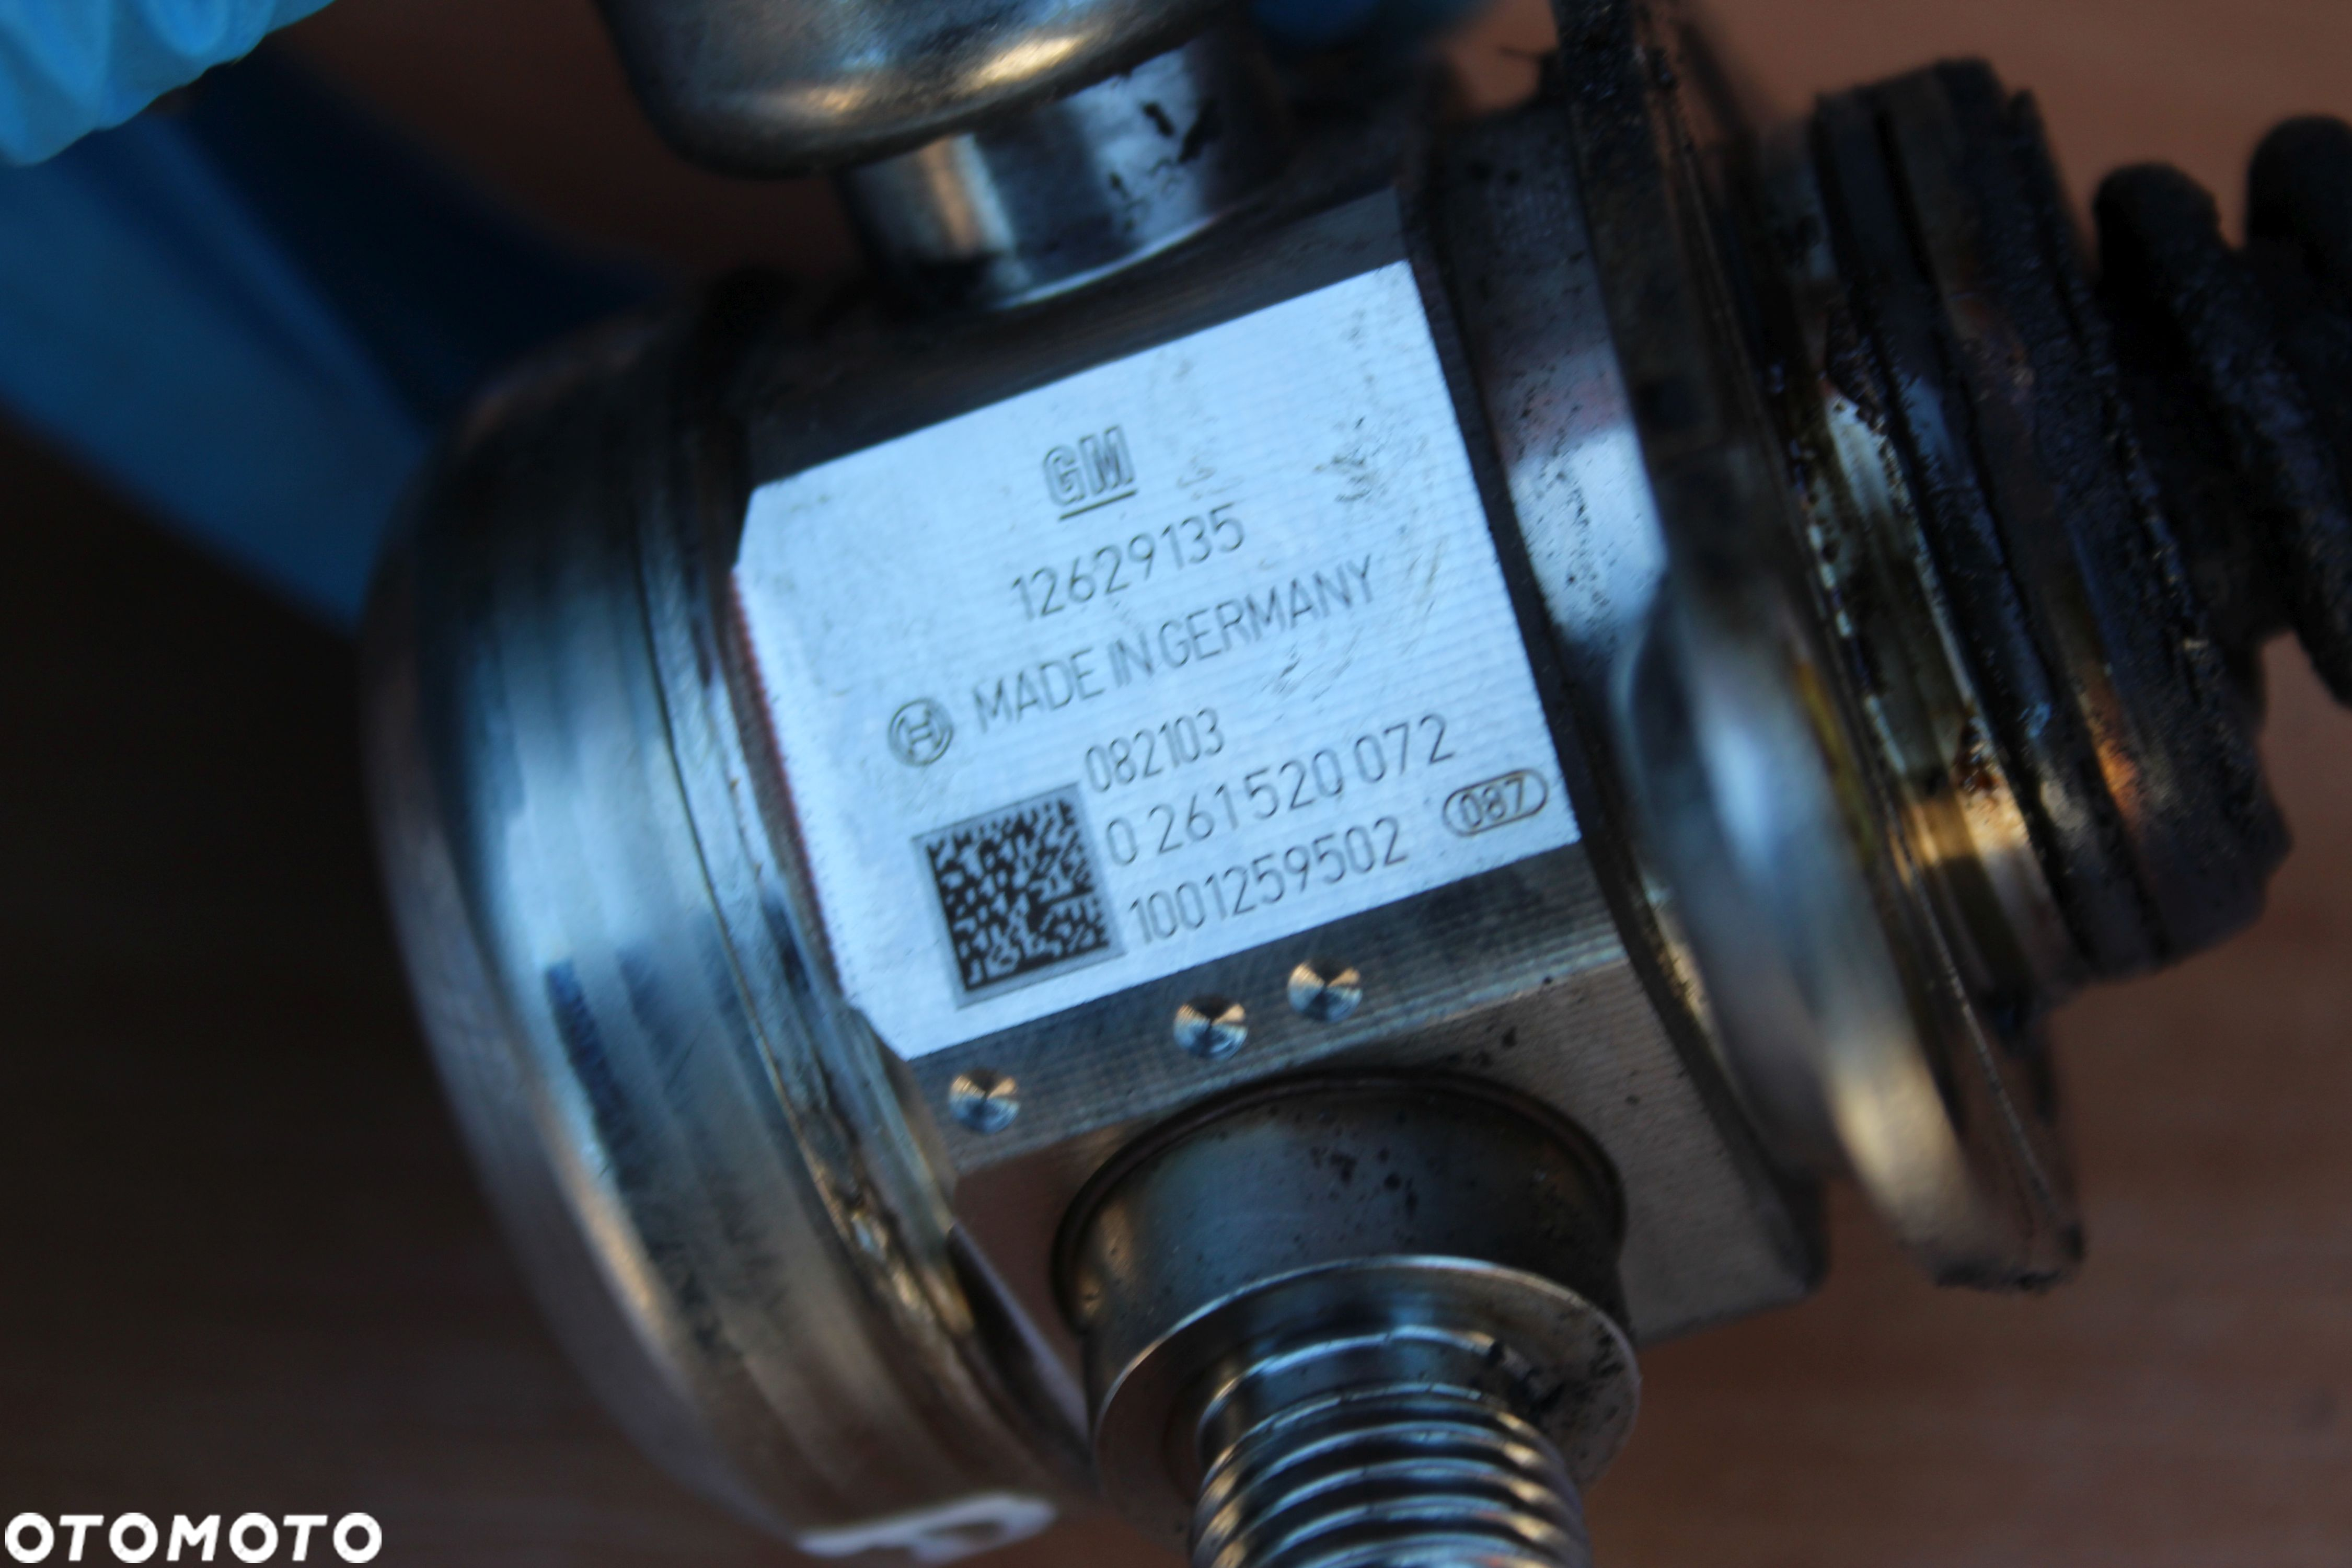 GM
12629135
MADE IN GERMANY
082103
0 261 520 072
1001259502 087
OTOMOTO